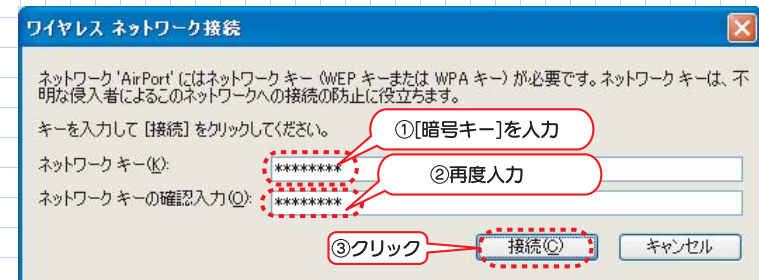 ワイヤレス ネットワーク接続
ネットワーク 'AirPort' にはネットワーク キー (WEP キーまたは WPA キー) が必要です。ネットワーク キーは、不
明な侵入者によるこのネットワークへの接続の防止に役立ちます。
キーを入力して [接続] をクリックしてください。
①[暗号キー]を入力
ネットワーク キー(K):
********
②再度入力
ネットワーク キーの確認入力(O):
********
③クリック
接続(C)
キャンセル